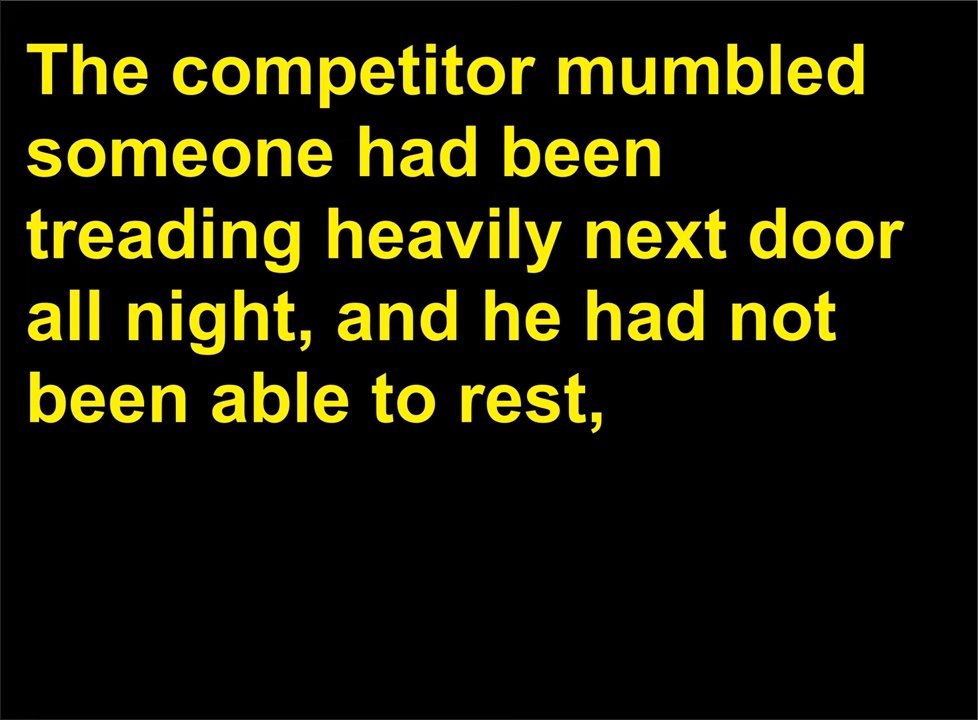 The competitor mumbled
someone had been
treading heavily next door
all night, and he had not
been able to rest,